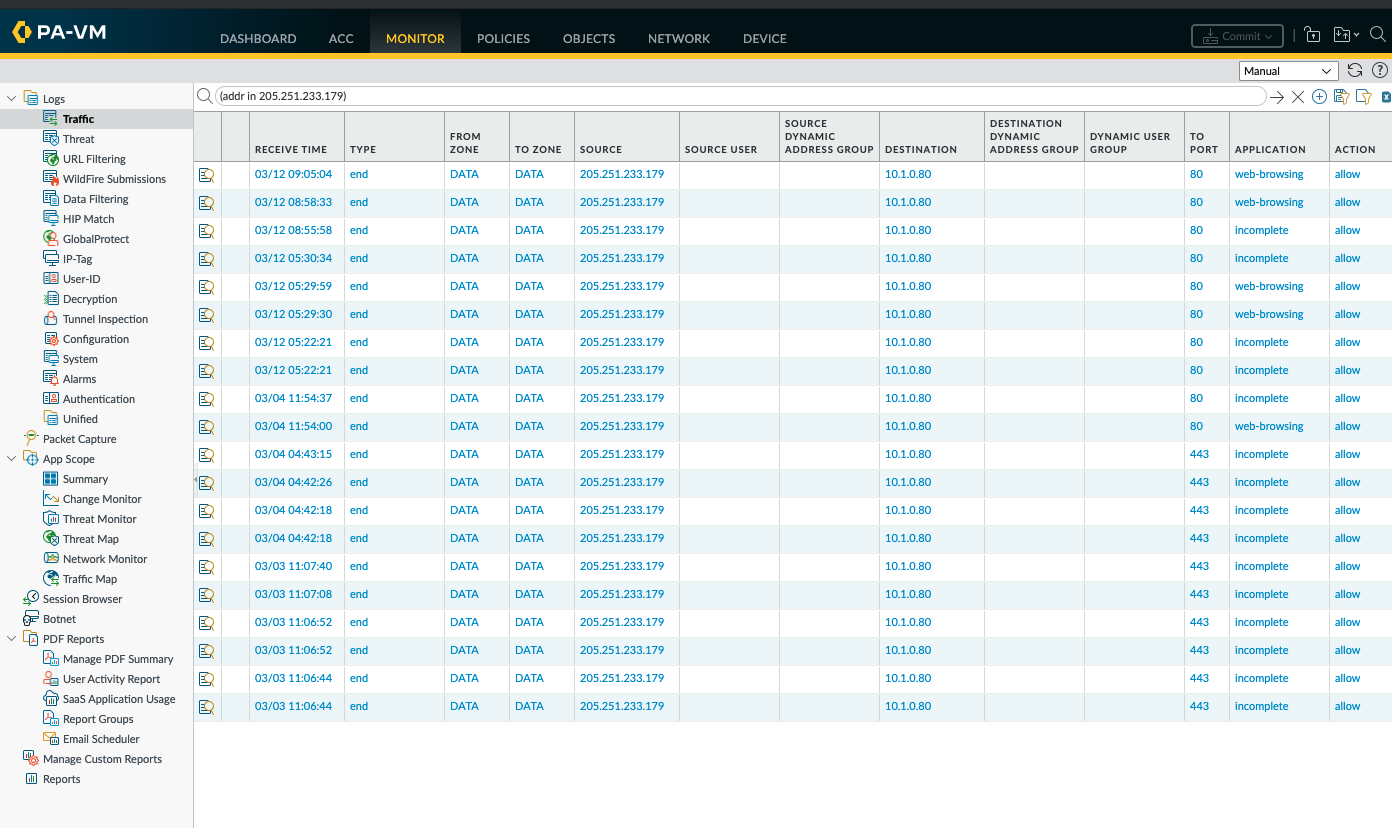 PA-VM
DASHBOARD ACC MONITOR POLICIES OBJECTS NETWORK DEVICE
Commit
Manual
Logs
Traffic
Threat
URL Filtering
WildFire Submissions
Data Filtering
HIP Match
GlobalProtect
IP-Tag
User-ID
Decryption
Tunnel Inspection
Configuration
System
Alarms
Authentication
Unified
Packet Capture
App Scope
Summary
Change Monitor
Threat Monitor
Threat Map
Network Monitor
Traffic Map
Session Browser
Botnet
PDF Reports
Manage PDF Summary
User Activity Report
SaaS Application Usage
Report Groups
Email Scheduler
Manage Custom Reports
Reports
(addr in 205.251.233.179)
RECEIVE TIME TYPE FROM ZONE TO ZONE SOURCE SOURCE USER SOURCE DYNAMIC ADDRESS GROUP DESTINATION DESTINATION DYNAMIC ADDRESS GROUP DYNAMIC USER GROUP TO PORT APPLICATION ACTION
03/12 09:05:04 end DATA DATA 205.251.233.179 10.1.0.80 80 web-browsing allow
03/12 08:58:33 end DATA DATA 205.251.233.179 10.1.0.80 80 web-browsing allow
03/12 08:55:58 end DATA DATA 205.251.233.179 10.1.0.80 80 incomplete allow
03/12 05:30:34 end DATA DATA 205.251.233.179 10.1.0.80 80 incomplete allow
03/12 05:29:59 end DATA DATA 205.251.233.179 10.1.0.80 80 web-browsing allow
03/12 05:29:30 end DATA DATA 205.251.233.179 10.1.0.80 80 web-browsing allow
03/12 05:22:21 end DATA DATA 205.251.233.179 10.1.0.80 80 incomplete allow
03/12 05:22:21 end DATA DATA 205.251.233.179 10.1.0.80 80 incomplete allow
03/04 11:54:37 end DATA DATA 205.251.233.179 10.1.0.80 80 incomplete allow
03/04 11:54:00 end DATA DATA 205.251.233.179 10.1.0.80 80 web-browsing allow
03/04 04:43:15 end DATA DATA 205.251.233.179 10.1.0.80 443 incomplete allow
03/04 04:42:26 end DATA DATA 205.251.233.179 10.1.0.80 443 incomplete allow
03/04 04:42:18 end DATA DATA 205.251.233.179 10.1.0.80 443 incomplete allow
03/04 04:42:18 end DATA DATA 205.251.233.179 10.1.0.80 443 incomplete allow
03/03 11:07:40 end DATA DATA 205.251.233.179 10.1.0.80 443 incomplete allow
03/03 11:07:08 end DATA DATA 205.251.233.179 10.1.0.80 443 incomplete allow
03/03 11:06:52 end DATA DATA 205.251.233.179 10.1.0.80 443 incomplete allow
03/03 11:06:52 end DATA DATA 205.251.233.179 10.1.0.80 443 incomplete allow
03/03 11:06:44 end DATA DATA 205.251.233.179 10.1.0.80 443 incomplete allow
03/03 11:06:44 end DATA DATA 205.251.233.179 10.1.0.80 443 incomplete allow